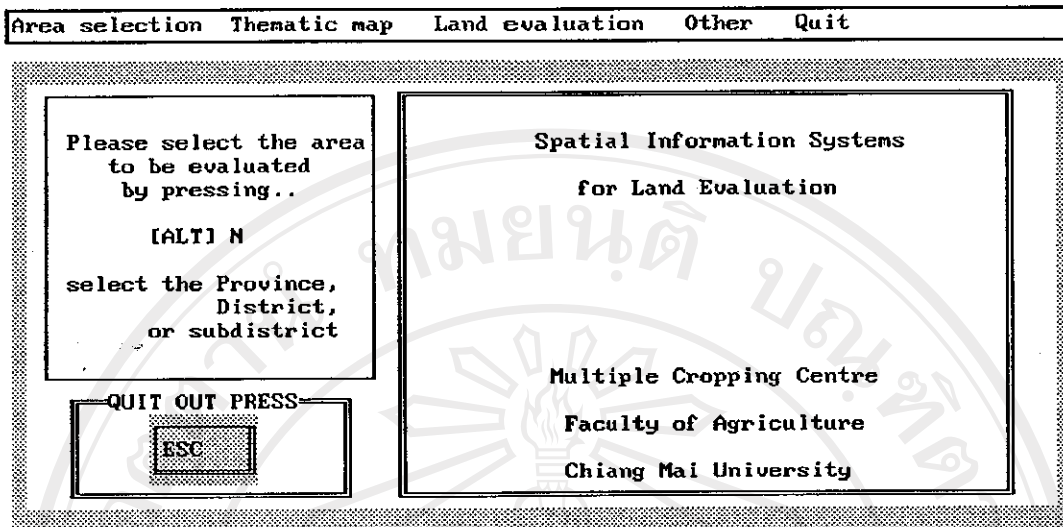 Area selection Thematic map Land evaluation Other Quit
Please select the area
to be evaluated
by pressing..
[ALT] N
select the Province,
District,
or subdistrict
QUIT OUT PRESS
ESC
Spatial Information Systems
for Land Evaluation
Multiple Cropping Centre
Faculty of Agriculture
Chiang Mai University